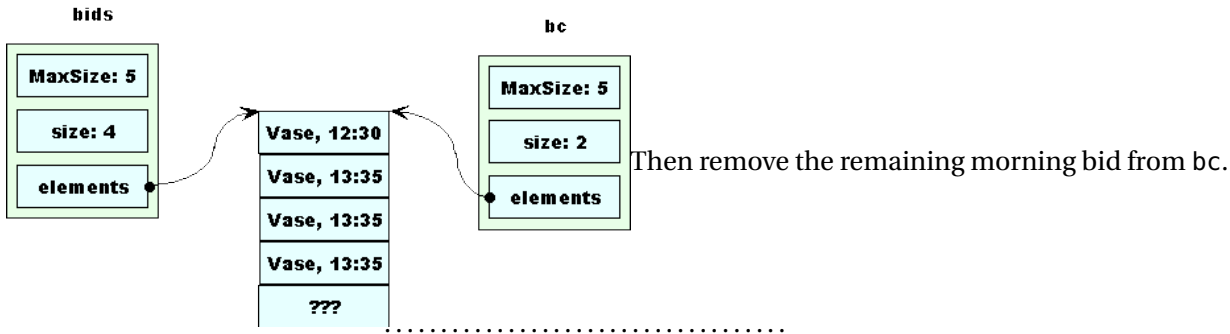 bids
MaxSize: 5
size: 4
elements
Vase, 12:30
Vase, 13:35
Vase, 13:35
Vase, 13:35
???
bc
MaxSize: 5
size: 2
elements
Then remove the remaining morning bid from bc.
....................................